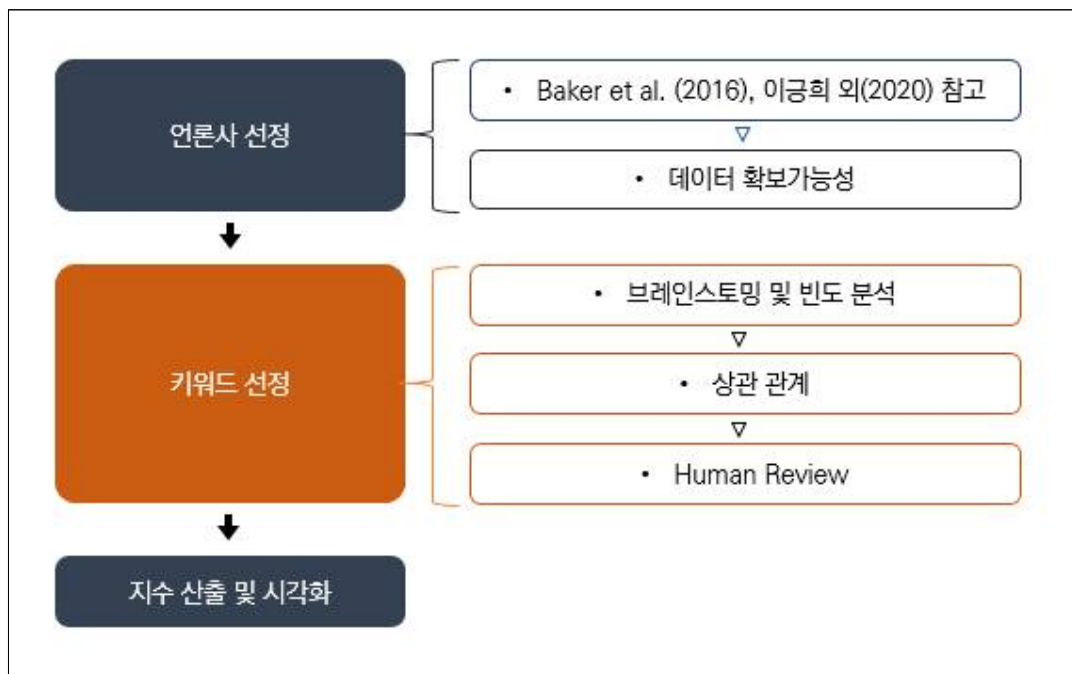 언론사 선정
• Baker et al. (2016), 이긍희 외(2020) 참고
• 데이터 확보가능성
키워드 선정
• 브레인스토밍 및 빈도 분석
• 상관 관계
• Human Review
지수 산출 및 시각화